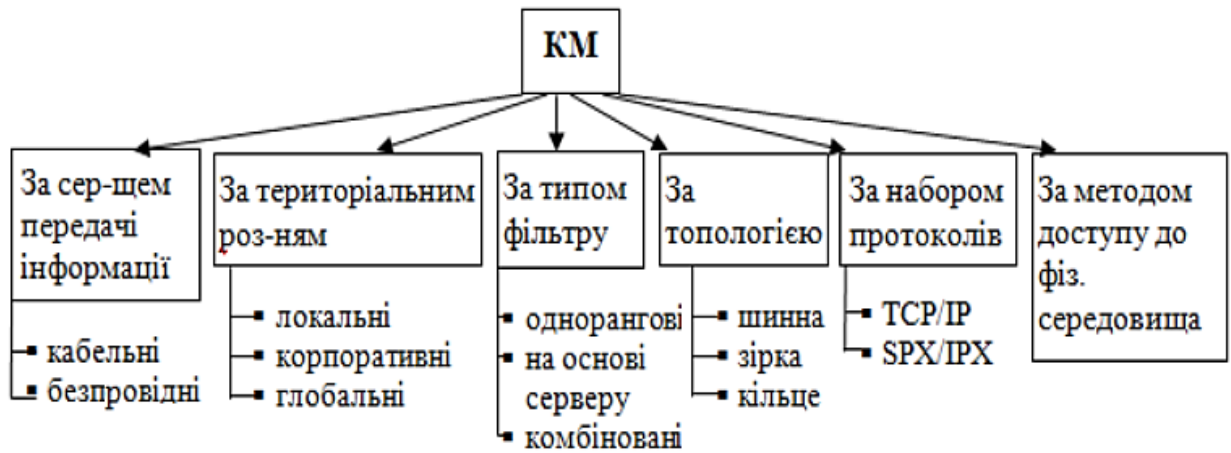 КМ
За сер-щем
передачі
інформації
кабельні
безпровідні
За територіальним
роз-ням
локальні
корпоративні
глобальні
За типом
фільтру
однорангові
на основі
серверу
комбіновані
За
топологією
шинна
зірка
кільце
За набором
протоколів
TCP/IP
SPX/IPX
За методом
доступу до
фіз.
середовища